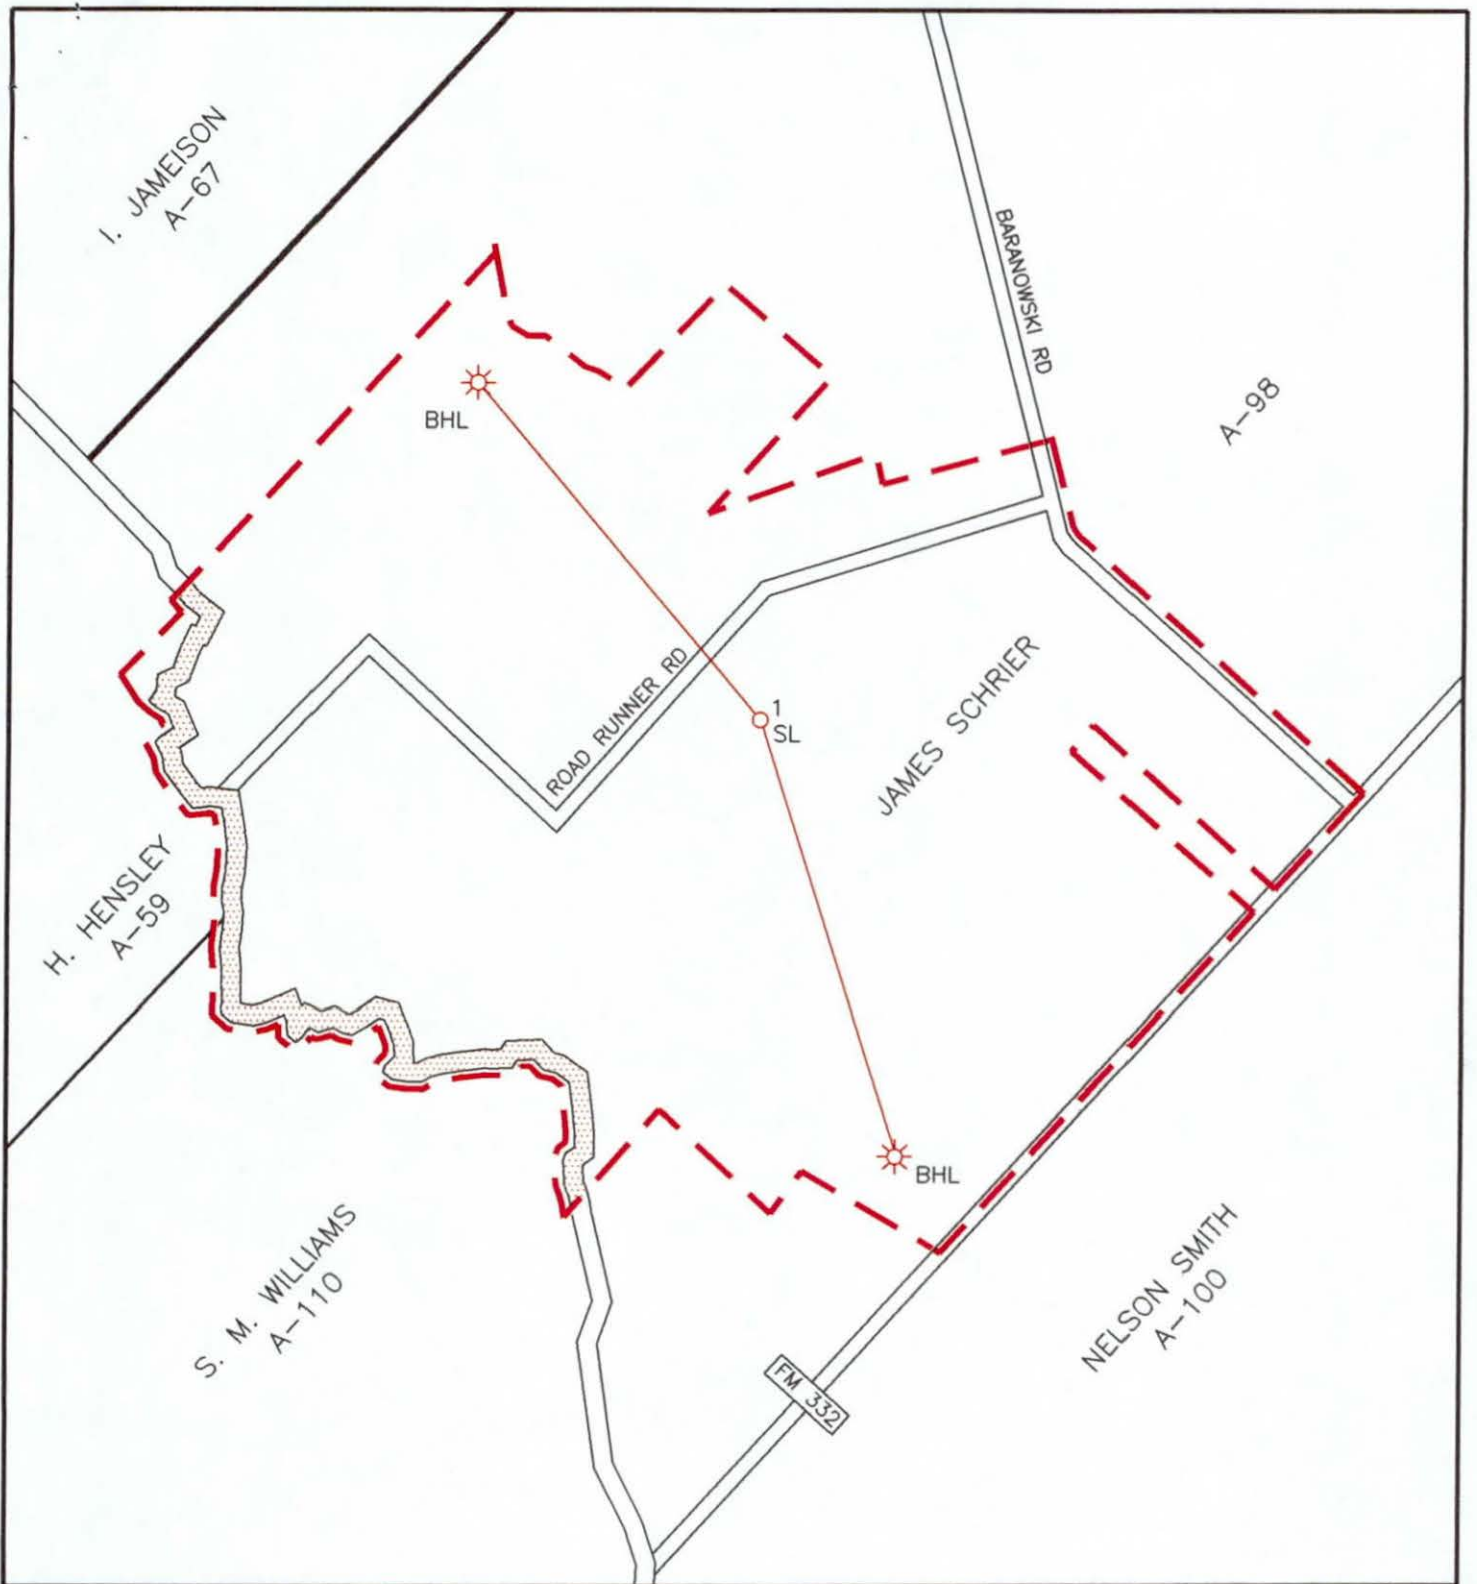 I. JAMEISON
A-67
BARANOWSKI RD
A-98
BHL
ROAD RUNNER RD
1
SL
JAMES SCHRIER
H. HENSLEY
A-59
BHL
S. M. WILLIAMS
A-110
NELSON SMITH
A-100
FM 332